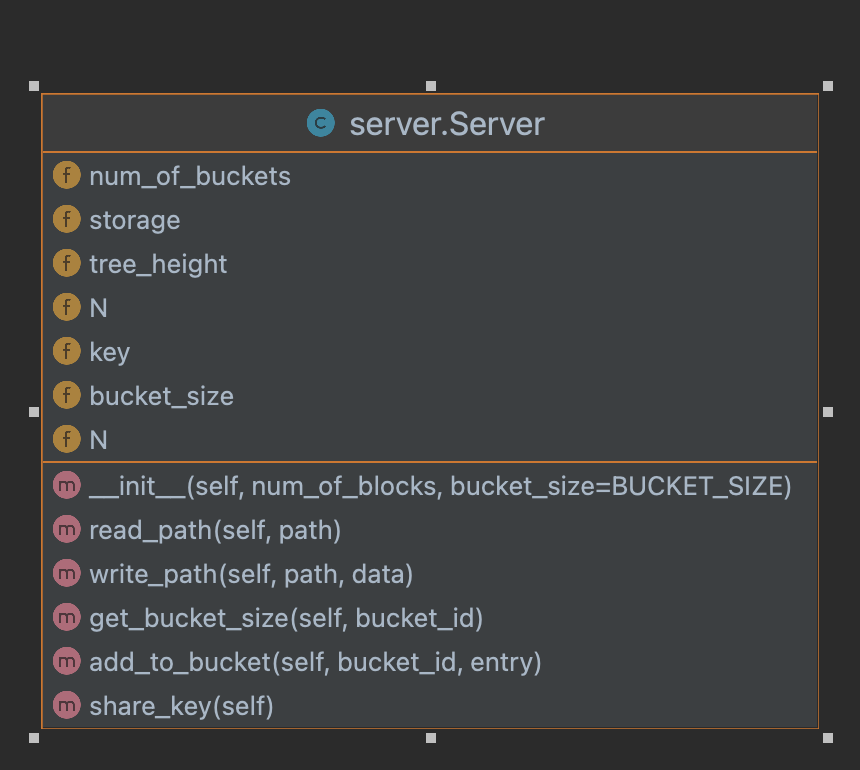 C server.Server
f num_of_buckets
f storage
f tree_height
f N
f key
f bucket_size
f N
m __init__(self, num_of_blocks, bucket_size=BUCKET_SIZE)
m read_path(self, path)
m write_path(self, path, data)
m get_bucket_size(self, bucket_id)
m add_to_bucket(self, bucket_id, entry)
m share_key(self)